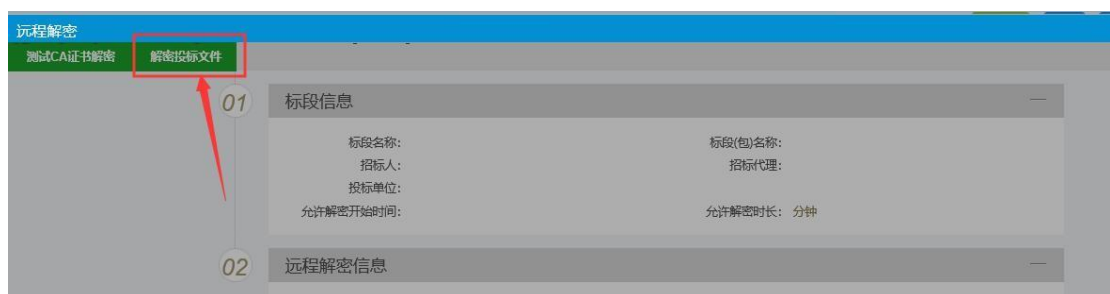 远程解密
测试CA证书解密 解密投标文件
01 标段信息
标段名称: 标段(包)名称:
招标人: 招标代理:
投标单位:
允许解密开始时间: 允许解密时长: 分钟
02 远程解密信息